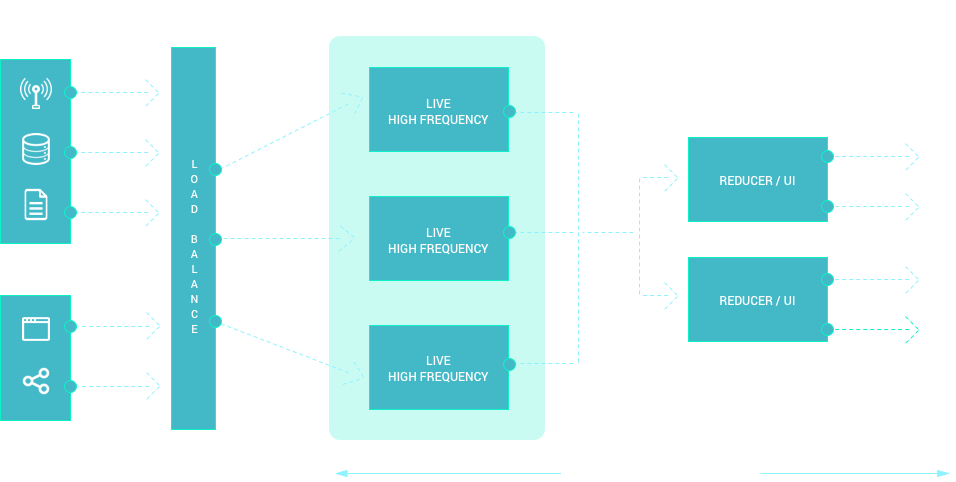 LOAD BALANCE
LIVE
HIGH FREQUENCY
LIVE
HIGH FREQUENCY
LIVE
HIGH FREQUENCY
REDUCER / UI
REDUCER / UI